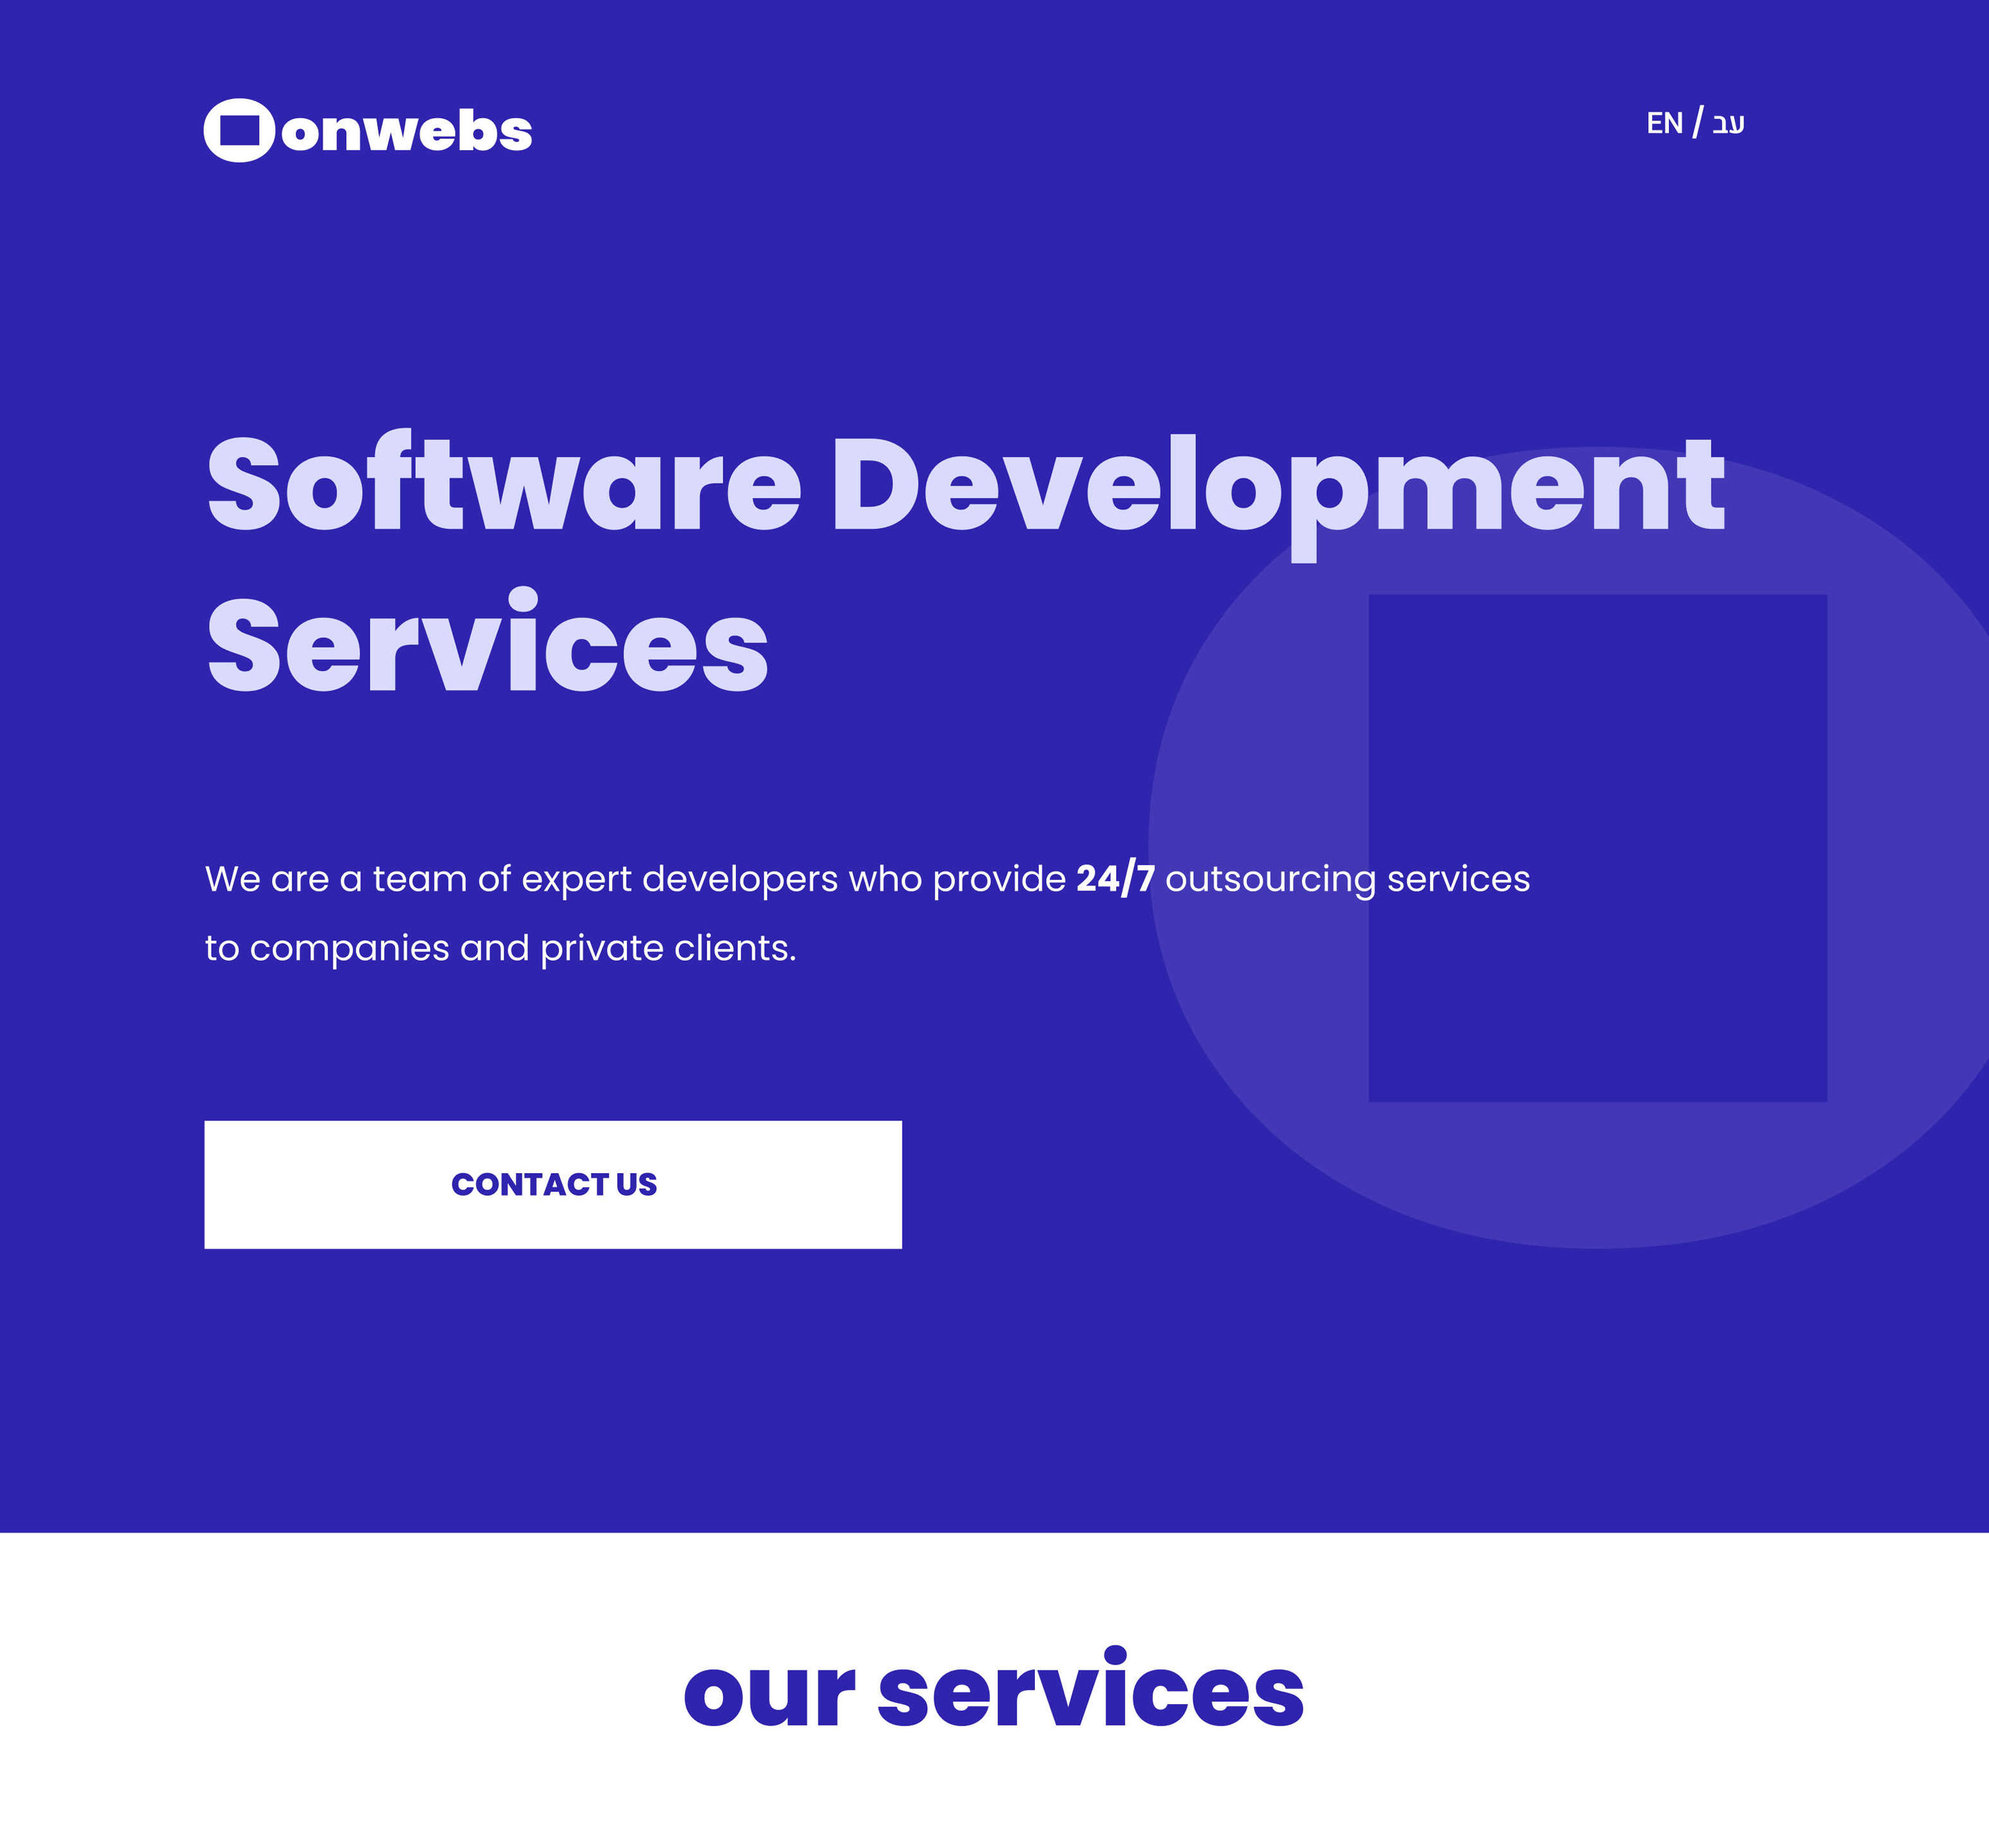 onwebs
EN / עב
Software Development
Services
We are a team of expert developers who provide 24/7 outsourcing services
to companies and private clients.
CONTACT US
our services